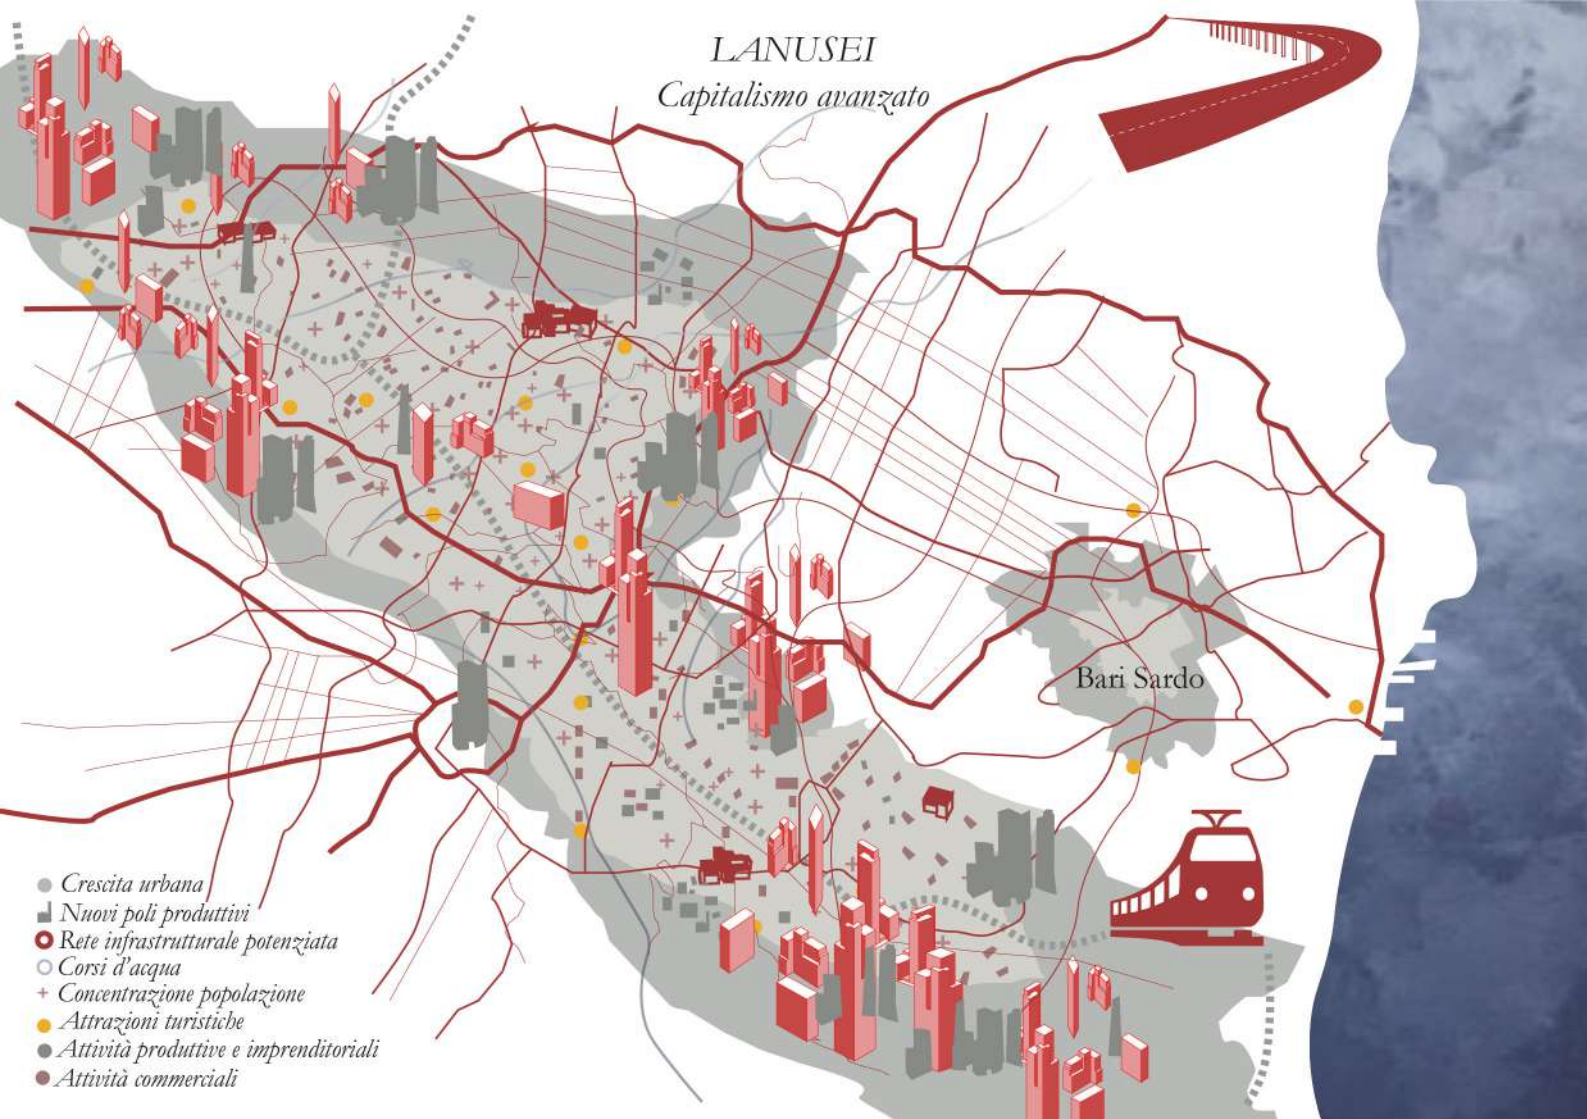 LANUSEI
Capitalismo avanzato
Bari Sardo
Crescita urbana
Nuovi poli produttivi
Rete infrastrutturale potenziata
Corsi d'acqua
Concentrazione popolazione
Attrazioni turistiche
Attività produttive e imprenditoriali
Attività commerciali